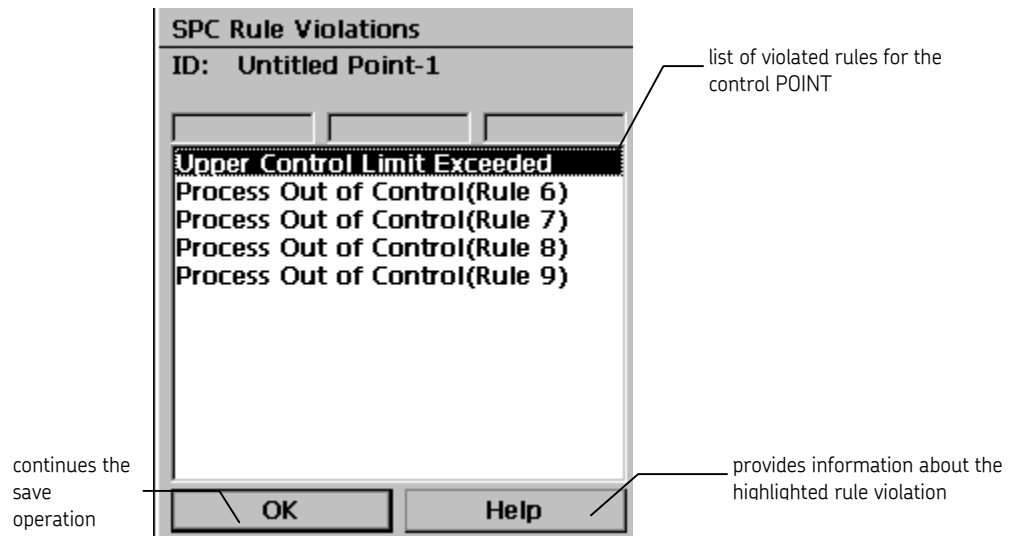 SPC Rule Violations
ID: Untitled Point-1
list of violated rules for the
control POINT
Upper Control Limit Exceeded
Process Out of Control(Rule 6)
Process Out of Control(Rule 7)
Process Out of Control(Rule 8)
Process Out of Control(Rule 9)
continues the
save
operation
provides information about the
highlighted rule violation
OK
Help